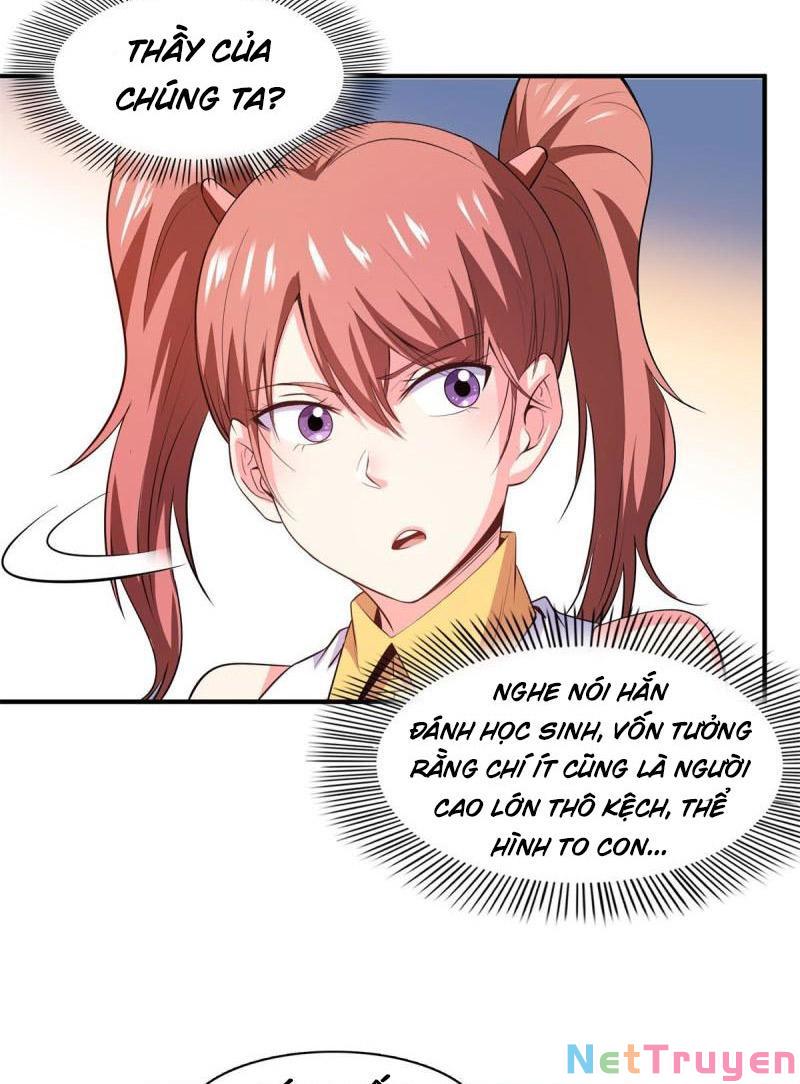 THẦY CỦA
CHÚNG TA?
NGHE NÓI HẮN
ĐÁNH HỌC SINH, VỐN TƯỞNG
RẰNG CHÍ ÍT CŨNG LÀ NGƯỜI
CAO LỚN THÔ KỆCH, THỂ
HÌNH TO CON...
NetTruyen